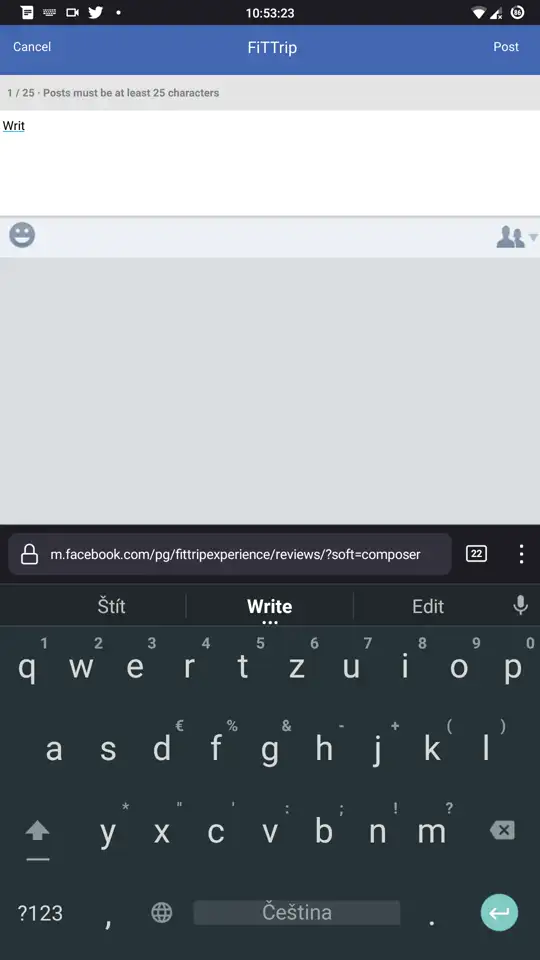 10:53:23
86
Cancel FiTTrip Post
1 / 25 · Posts must be at least 25 characters
Writ
m.facebook.com/pg/fittripexperience/reviews/?soft=composer 22
Štít Write Edit
1 2 3 4 5 6 7 8 9 0
q w e r t z u i o p
€ % & - + ( )
a s d f g h j k l
* " ' : ; ! ?
y x c v b n m
?123 , Čeština .